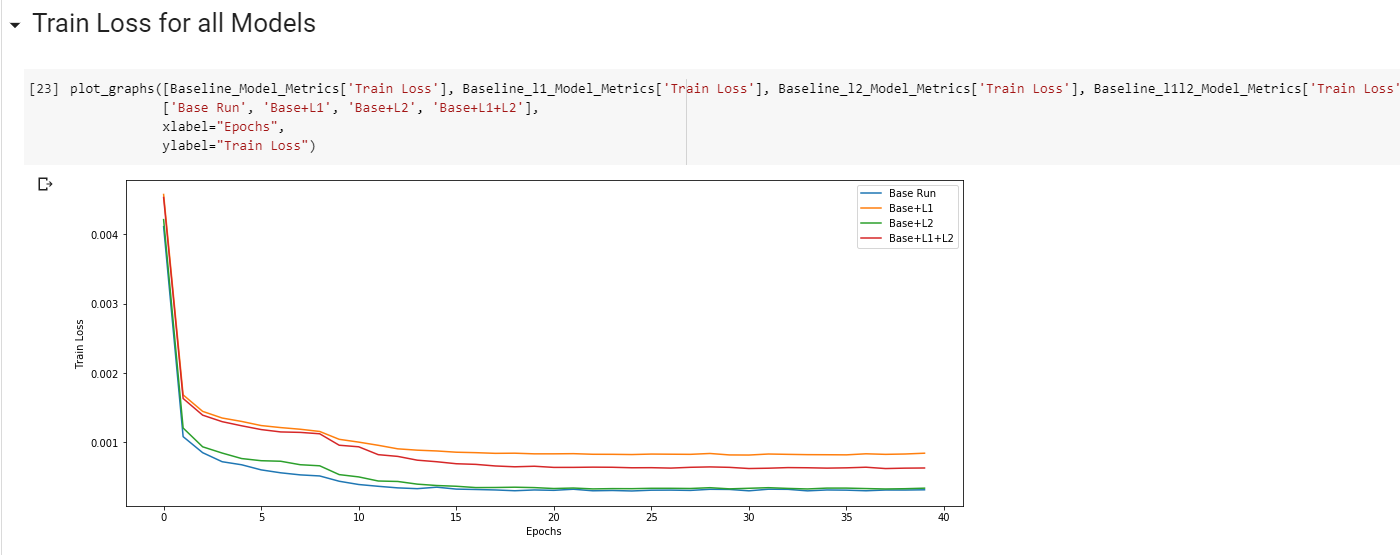 Train Loss for all Models
[23] plot_graphs([Baseline_Model_Metrics['Train Loss'], Baseline_l1_Model_Metrics['Train Loss'], Baseline_l2_Model_Metrics['Train Loss'], Baseline_l1l2_Model_Metrics['Train Loss'
['Base Run', 'Base+L1', 'Base+L2', 'Base+L1+L2'],
xlabel="Epochs",
ylabel="Train Loss")
Base Run
Base+L1
Base+L2
Base+L1+L2
0.004
0.003
0.002
0.001
Train Loss
0 5 10 15 20 25 30 35 40
Epochs